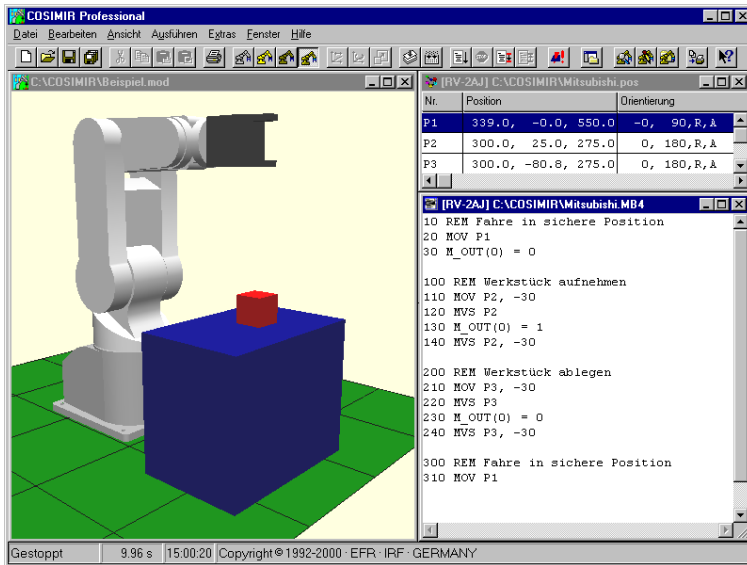 COSIMIR Professional
Datei Bearbeiten Ansicht Ausführen Extras Fenster Hilfe
C:\COSIMIR\Beispiel.mod
[RV-2AJ] C:\COSIMIR\Mitsubishi.pos
Nr. Position Orientierung
P1 339.0, -0.0, 550.0 -0, 90,R,A
P2 300.0, 25.0, 275.0 0, 180,R,A
P3 300.0, -80.8, 275.0 0, 180,R,A
[RV-2AJ] C:\COSIMIR\Mitsubishi.MB4
10 REM Fahre in sichere Position
20 MOV P1
30 M_OUT(0) = 0
100 REM Werkstück aufnehmen
110 MOV P2, -30
120 MVS P2
130 M_OUT(0) = 1
140 MVS P2, -30
200 REM Werkstück ablegen
210 MOV P3, -30
220 MVS P3
230 M_OUT(0) = 0
240 MVS P3, -30
300 REM Fahre in sichere Position
310 MOV P1
Gestoppt 9.96 s 15:00:20 Copyright © 1992-2000 · EFR · IRF · GERMANY